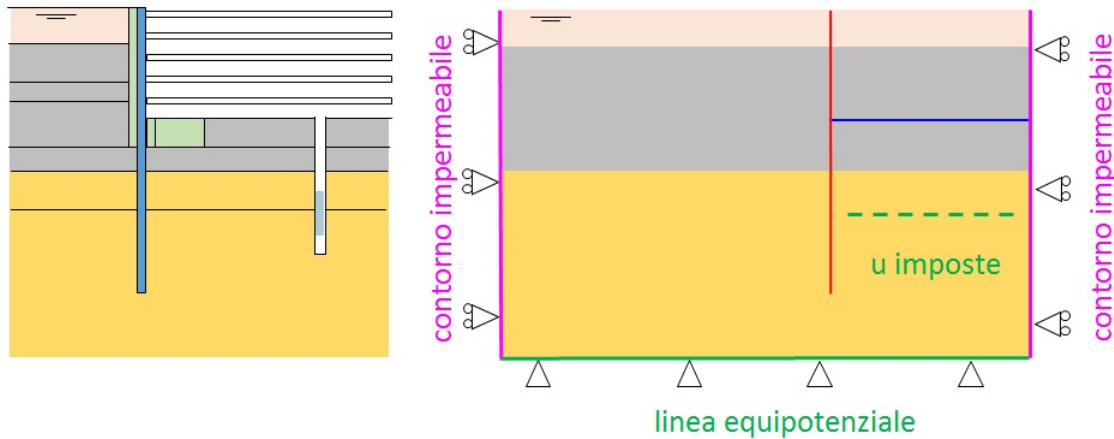 contorno impermeabile
u imposte
contorno impermeabile
linea equipotenziale